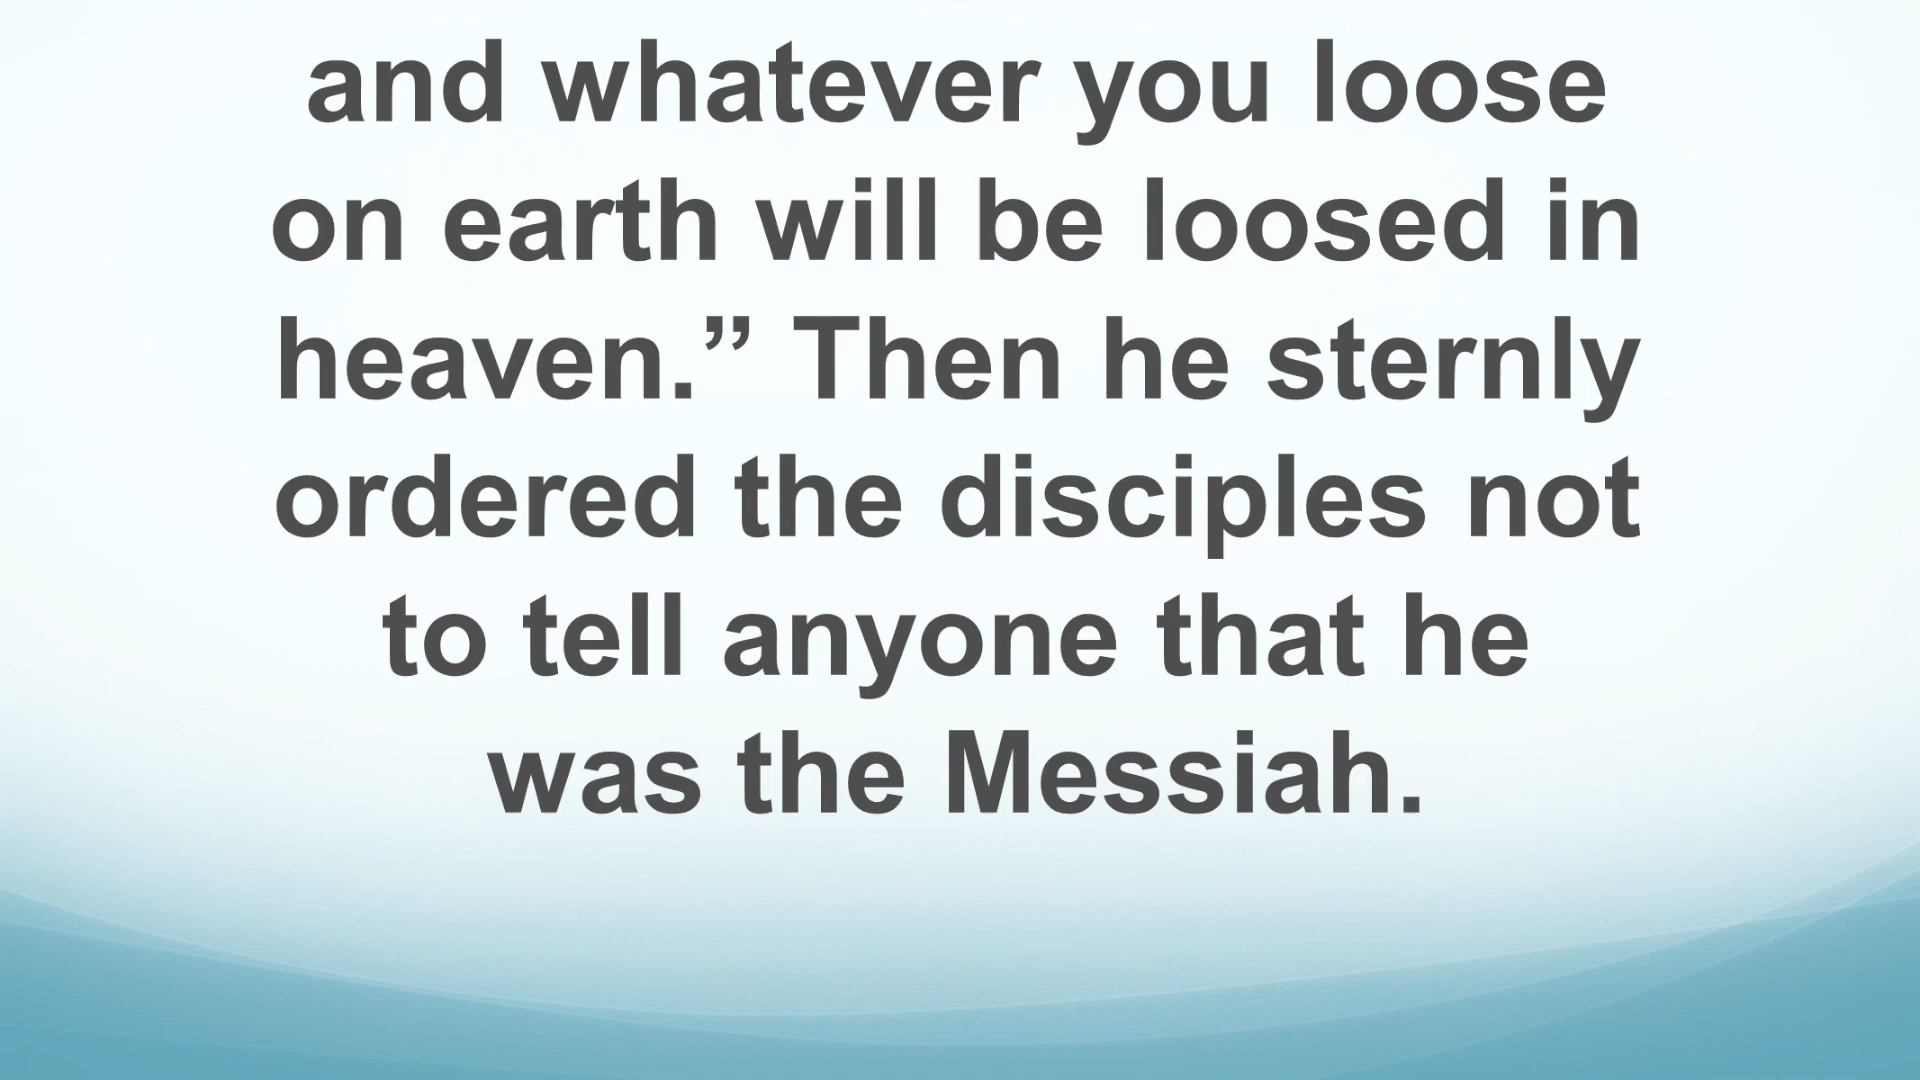 and whatever you loose
on earth will be loosed in
heaven.” Then he sternly
ordered the disciples not
to tell anyone that he
was the Messiah.